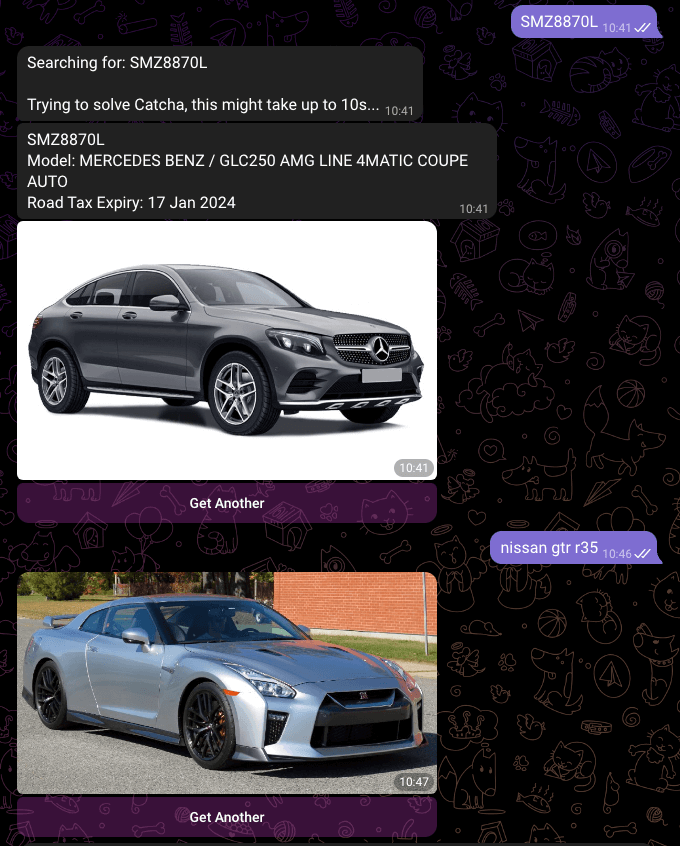 SMZ8870L 10:41
Searching for: SMZ8870L
Trying to solve Catcha, this might take up to 10s... 10:41
SMZ8870L
Model: MERCEDES BENZ / GLC250 AMG LINE 4MATIC COUPE
AUTO
Road Tax Expiry: 17 Jan 2024
10:41
10:41
Get Another
nissan gtr r35 10:46
10:47
Get Another